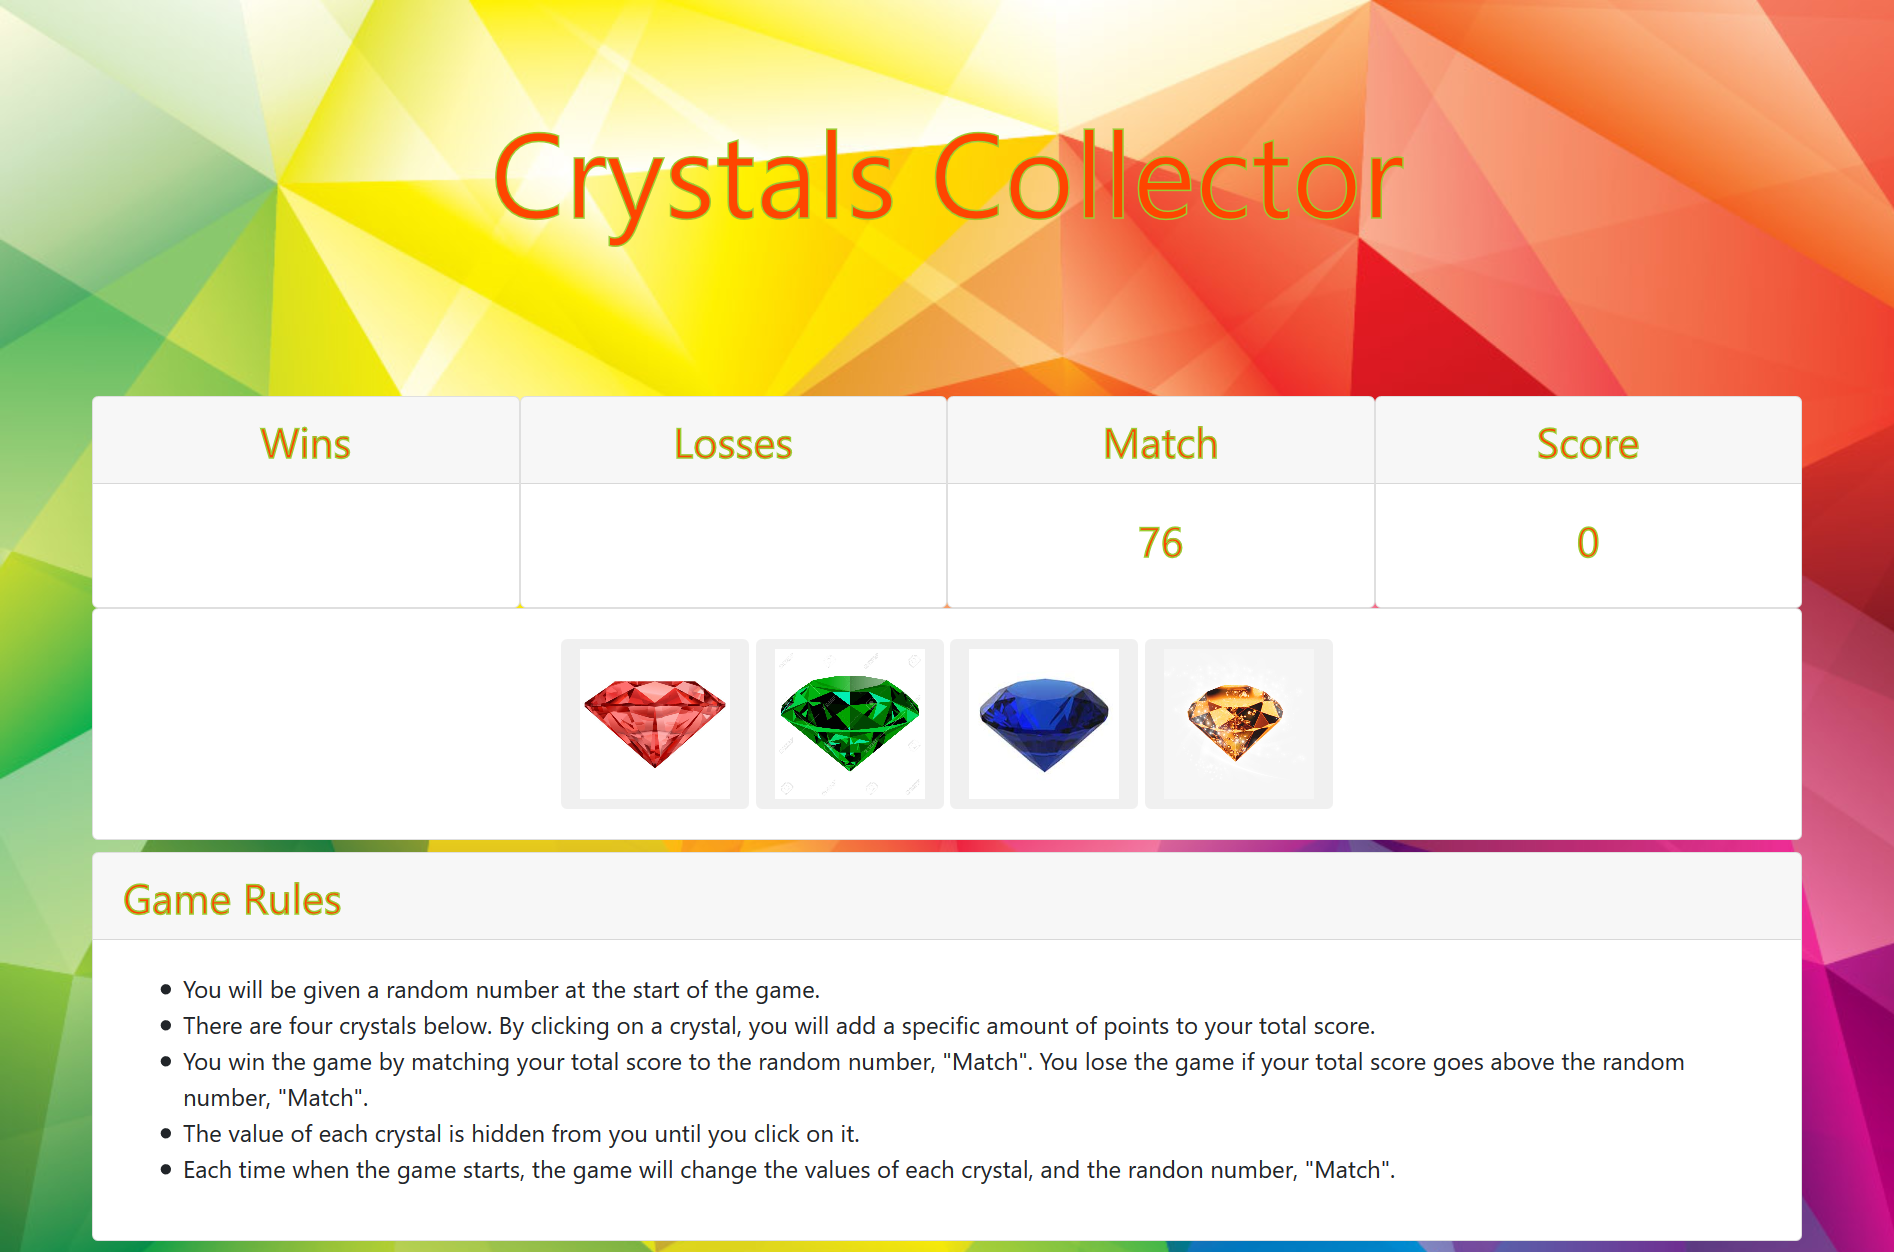 Crystals Collector
Wins Losses Match Score
76 0
Game Rules
You will be given a random number at the start of the game.
There are four crystals below. By clicking on a crystal, you will add a specific amount of points to your total score.
You win the game by matching your total score to the random number, "Match". You lose the game if your total score goes above the random
number, "Match".
The value of each crystal is hidden from you until you click on it.
Each time when the game starts, the game will change the values of each crystal, and the randon number, "Match".